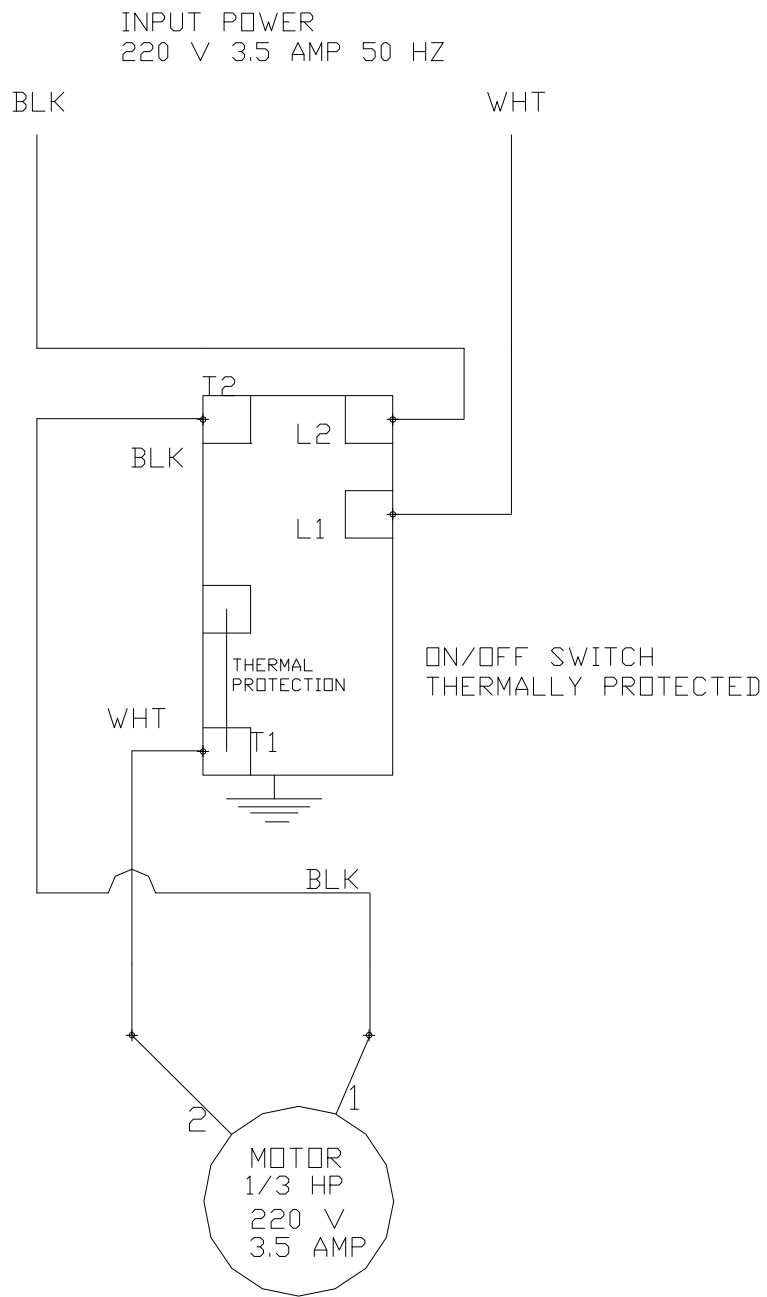 INPUT POWER
220 V 3.5 AMP 50 HZ
BLK
WHT
T2
L2
BLK
L1
THERMAL
PROTECTION
ON/OFF SWITCH
THERMALLY PROTECTED
WHT
T1
BLK
1
2
MOTOR
1/3 HP
220 V
3.5 AMP